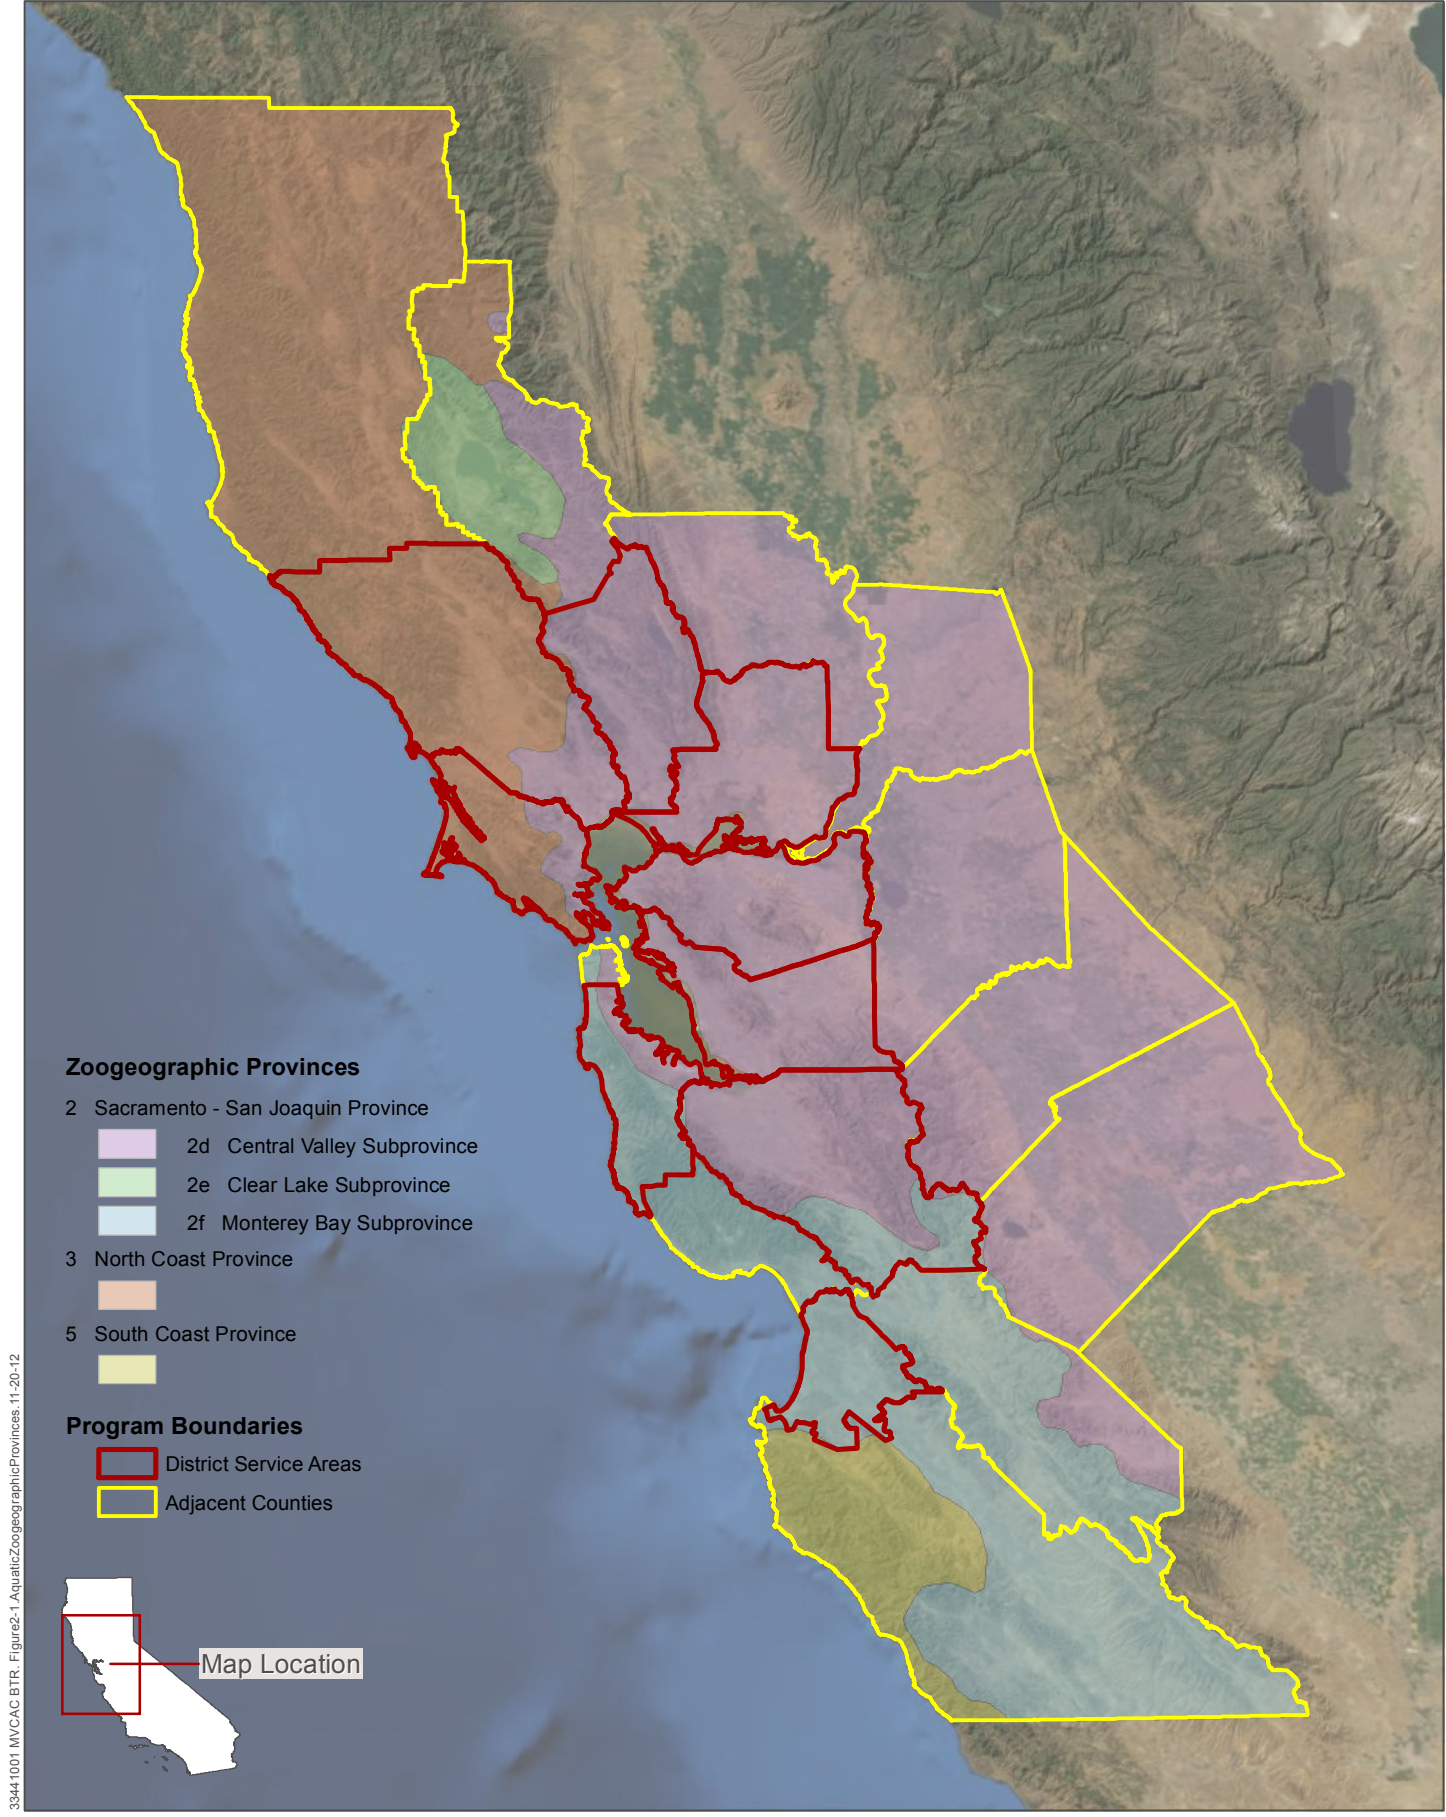 Zoogeographic Provinces
2 Sacramento - San Joaquin Province
2d Central Valley Subprovince
2e Clear Lake Subprovince
2f Monterey Bay Subprovince
3 North Coast Province
5 South Coast Province
Program Boundaries
District Service Areas
Adjacent Counties
Map Location
33441001 MVCAC BTR. Figure2-1.AquaticZoogeographicProvinces.11-20-12